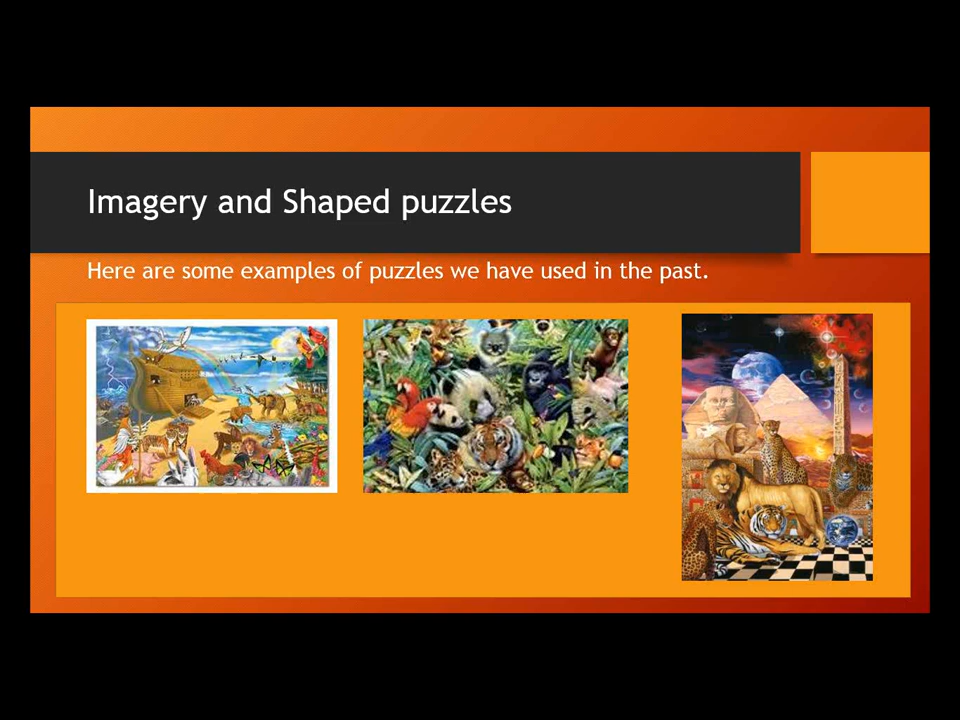 Imagery and Shaped puzzles
Here are some examples of puzzles we have used in the past.